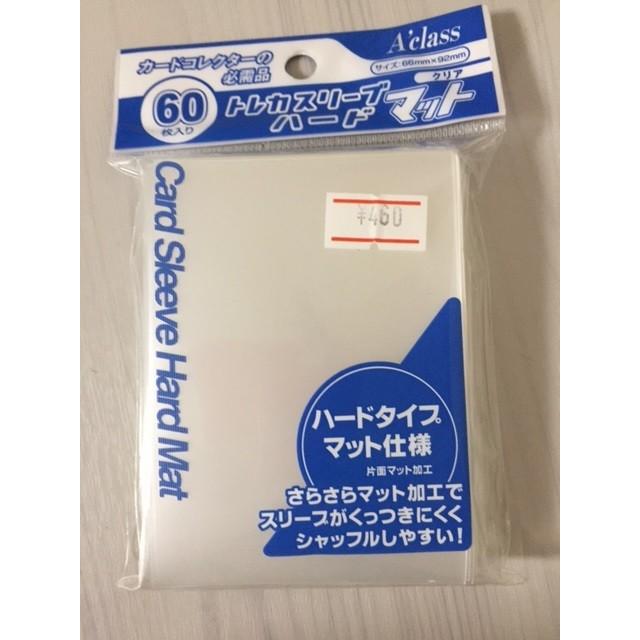 カードコレクターの
必需品
60
枚入り
トレカスリーブ
ハード
A'class
サイズ:66mm×92mm
クリア
マット
Card Sleeve Hard Mat
¥460
ハードタイプ
マット仕様
片面マット加工
さらさらマット加工で
スリーブがくっつきにくく
シャッフルしやすい!